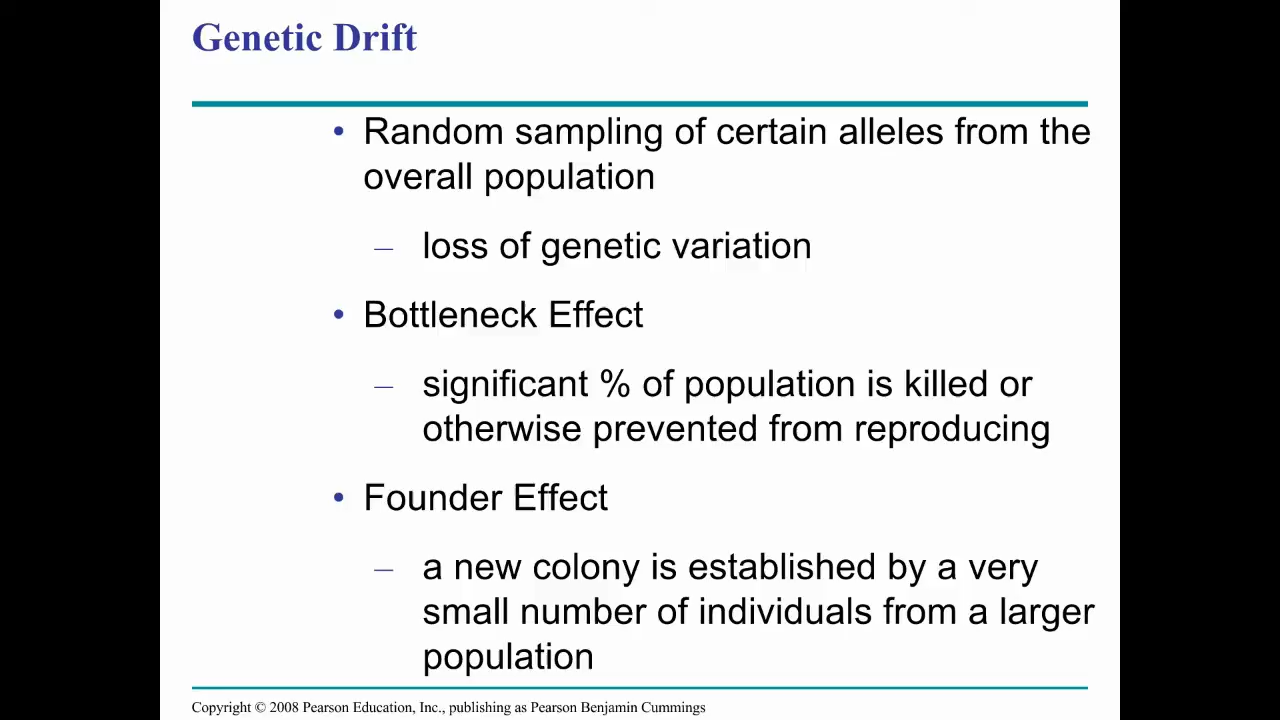 Genetic Drift
• Random sampling of certain alleles from the
overall population
– loss of genetic variation
• Bottleneck Effect
– significant % of population is killed or
otherwise prevented from reproducing
• Founder Effect
– a new colony is established by a very
small number of individuals from a larger
population
Copyright © 2008 Pearson Education, Inc., publishing as Pearson Benjamin Cummings